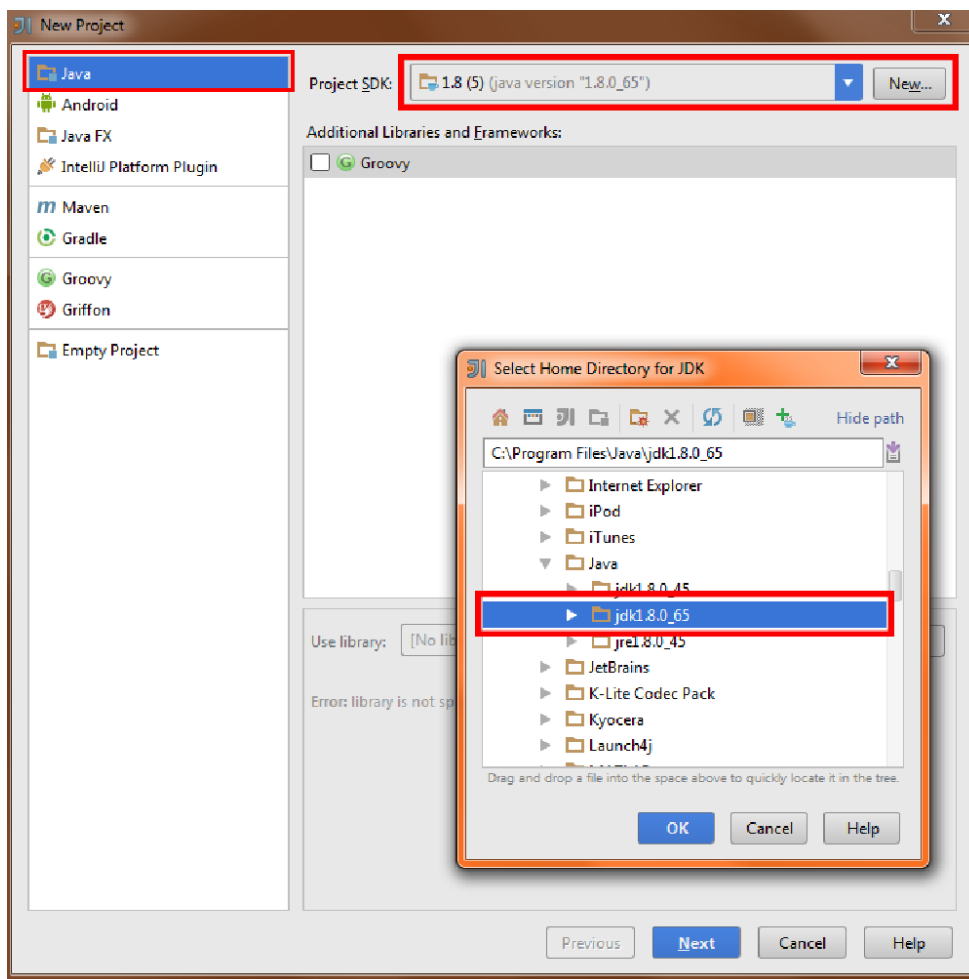 New Project
Java
Android
Java FX
IntelliJ Platform Plugin
Maven
Gradle
Groovy
Griffon
Empty Project
Project SDK: 1.8 (5) (java version "1.8.0_65") New...
Additional Libraries and Frameworks:
Groovy
Select Home Directory for JDK
Hide path
C:\Program Files\Java\jdk1.8.0_65
Internet Explorer
iPod
iTunes
Java
jdk1.8.0_45
jdk1.8.0_65
jre1.8.0_45
JetBrains
K-Lite Codec Pack
Kyocera
Launch4j
Drag and drop a file into the space above to quickly locate it in the tree.
OK Cancel Help
Use library: [No lib
Error: library is not sp
Previous Next Cancel Help